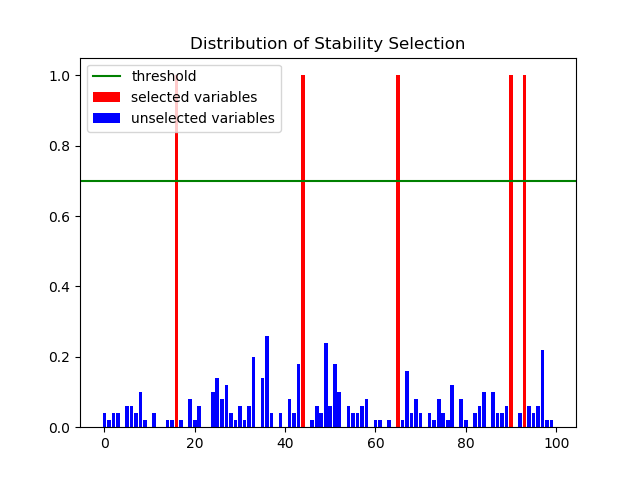 Distribution of Stability Selection
threshold
selected variables
unselected variables
1.0
0.8
0.6
0.4
0.2
0.0
0 20 40 60 80 100